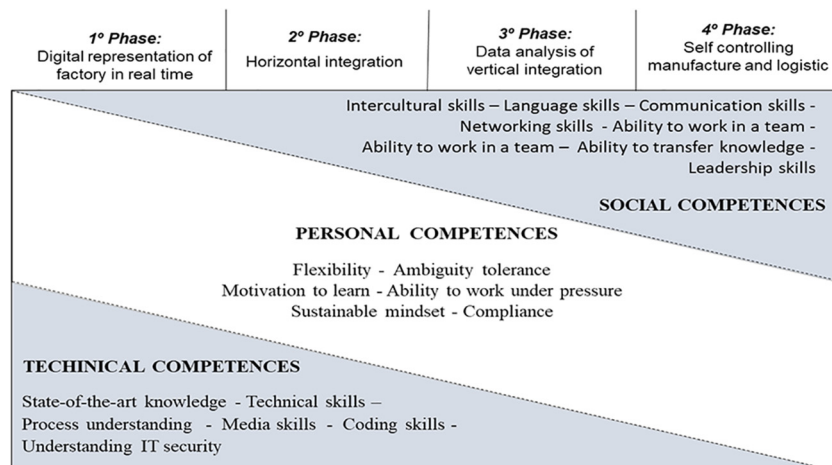 1º Phase:
Digital representation of
factory in real time
2º Phase:
Horizontal integration
3º Phase:
Data analysis of
vertical integration
4º Phase:
Self controlling
manufacture and logistic
Intercultural skills – Language skills – Communication skills -
Networking skills - Ability to work in a team -
Ability to work in a team – Ability to transfer knowledge -
Leadership skills
SOCIAL COMPETENCES
PERSONAL COMPETENCES
Flexibility - Ambiguity tolerance
Motivation to learn - Ability to work under pressure
Sustainable mindset - Compliance
TECHINICAL COMPETENCES
State-of-the-art knowledge - Technical skills –
Process understanding - Media skills - Coding skills -
Understanding IT security